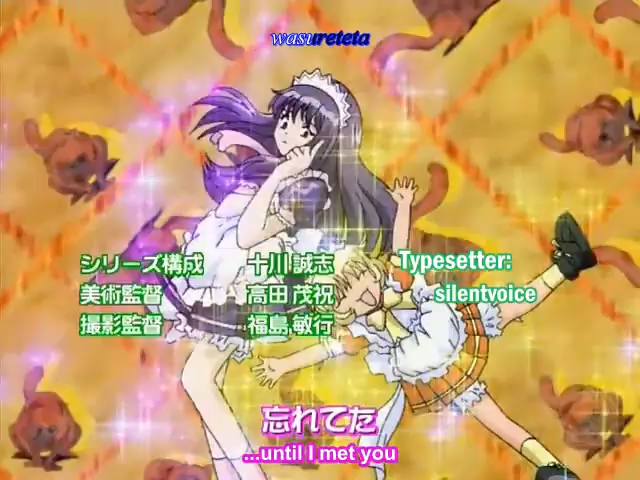 wasureteta
シリーズ構成 十川 誠志 Typesetter:
美術監督 高田 茂祝 silentvoice
撮影監督 福島 敏行
忘れてた
...until I met you